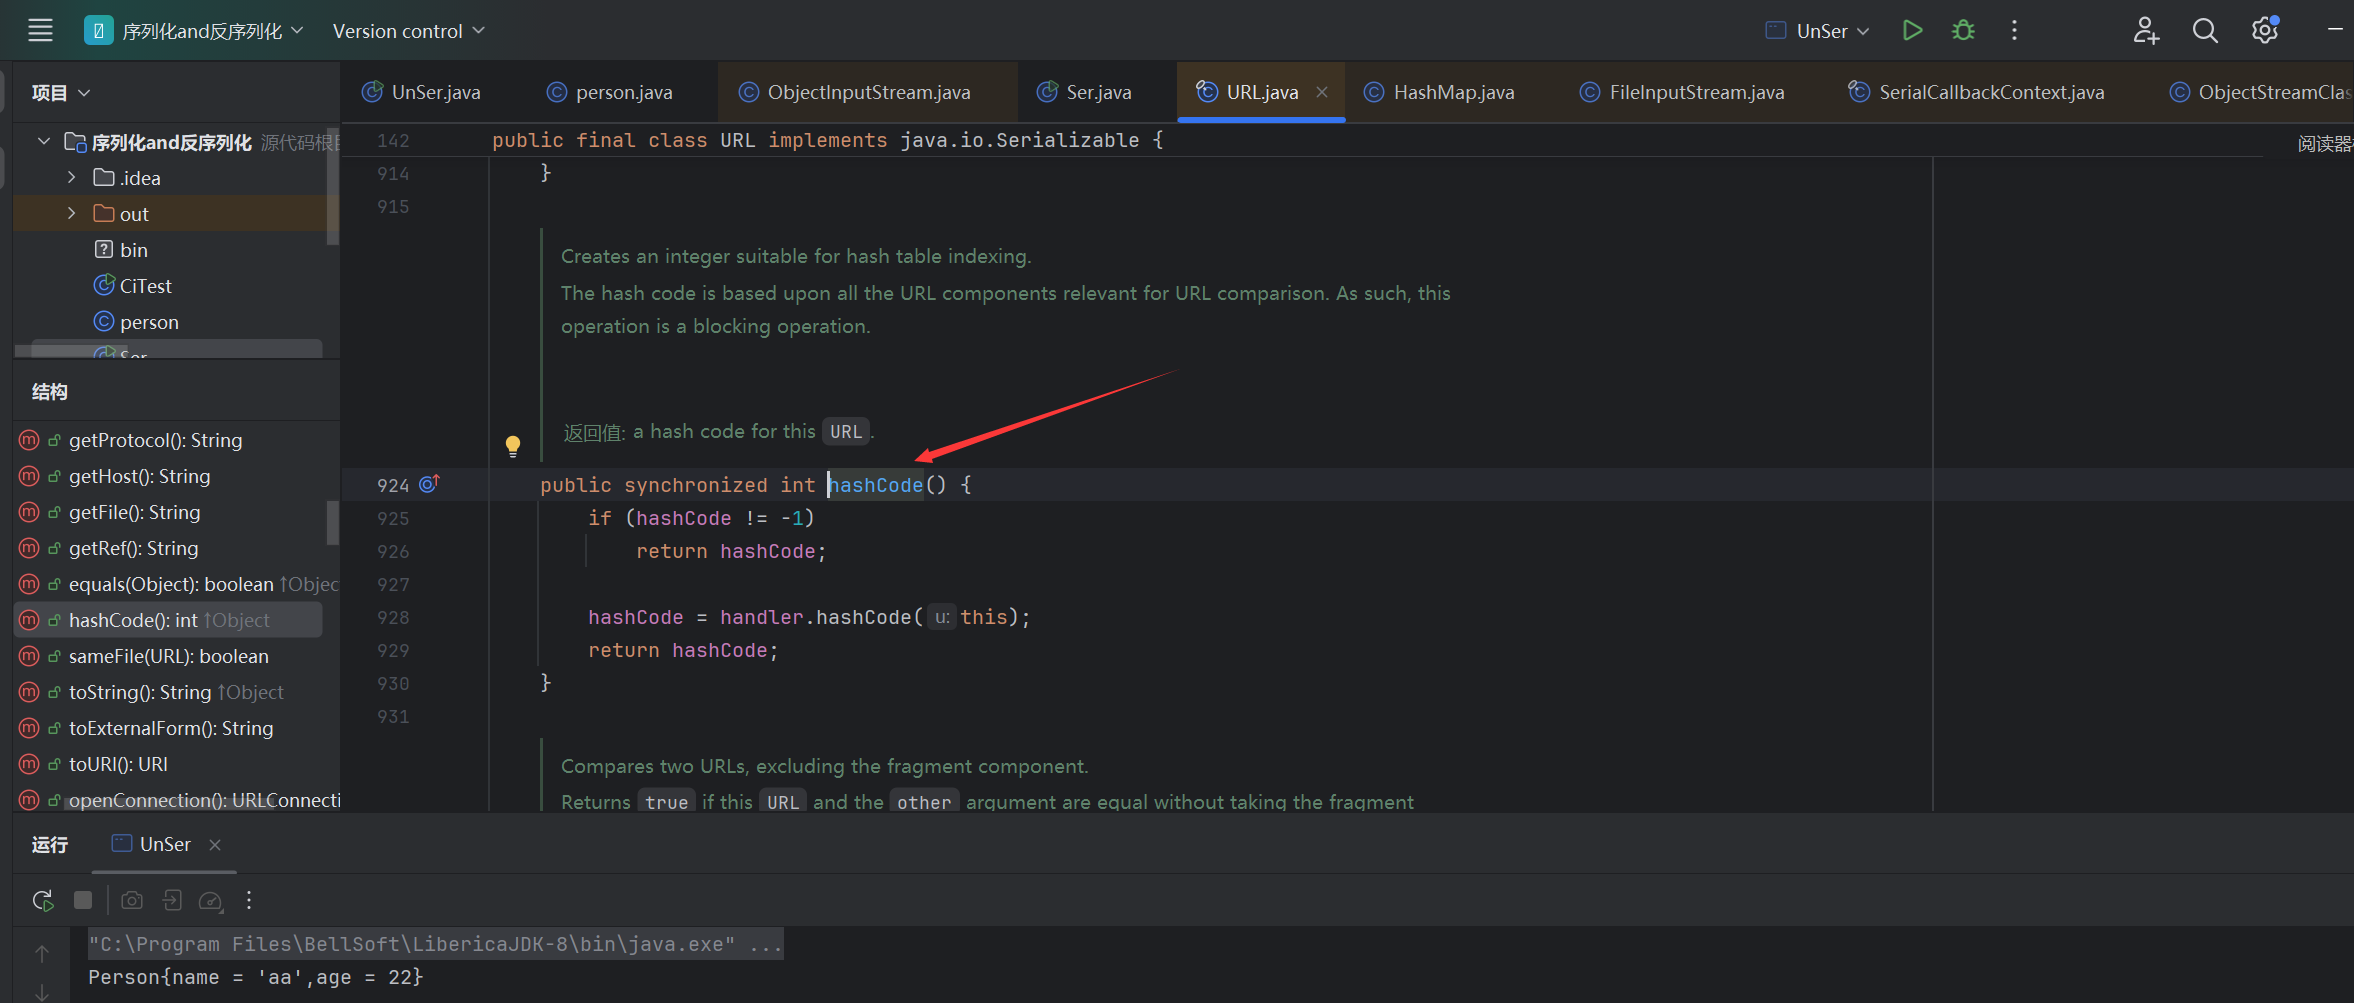 序列化and反序列化 Version control UnSer
项目
UnSer.java person.java ObjectInputStream.java Ser.java URL.java HashMap.java FileInputStream.java SerialCallbackContext.java ObjectStreamClas
序列化and反序列化 源代码根
.idea
out
bin
CiTest
person
Ser
结构
getProtocol(): String
getHost(): String
getFile(): String
getRef(): String
equals(Object): boolean ↑Objec
hashCode(): int ↑Object
sameFile(URL): boolean
toString(): String ↑Object
toExternalForm(): String
toURI(): URI
openConnection(): URLConnecti
142 public final class URL implements java.io.Serializable {
阅读器
914 }
915
Creates an integer suitable for hash table indexing.
The hash code is based upon all the URL components relevant for URL comparison. As such, this
operation is a blocking operation.
返回值: a hash code for this URL.
924 public synchronized int hashCode() {
925 if (hashCode != -1)
926 return hashCode;
927
928 hashCode = handler.hashCode( u: this);
929 return hashCode;
930 }
931
Compares two URLs, excluding the fragment component.
Returns true if this URL and the other argument are equal without taking the fragment
运行 UnSer
"C:\Program Files\BellSoft\LibericaJDK-8\bin\java.exe" ...
Person{name = 'aa',age = 22}